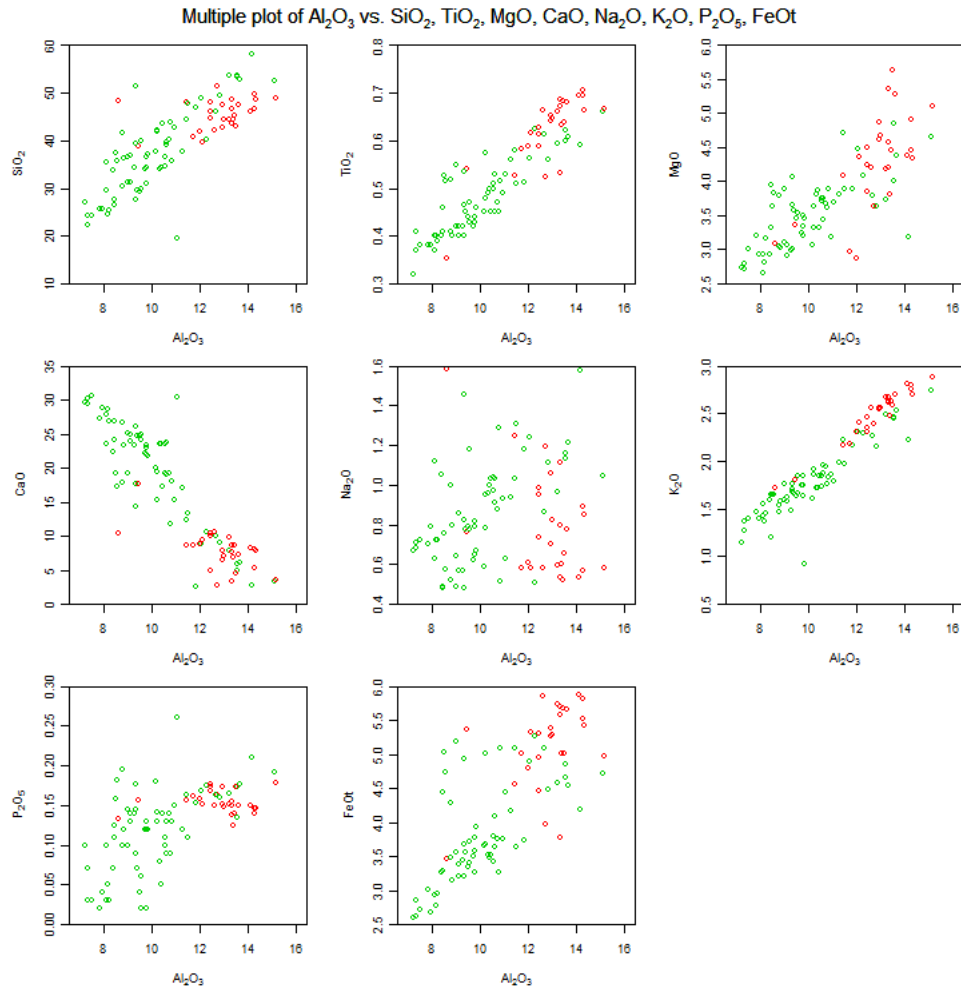 Multiple plot of Al₂O₃ vs. SiO₂, TiO₂, MgO, CaO, Na₂O, K₂O, P₂O₅, FeOt
SiO₂
60
50
40
30
20
10
8 10 12 14 16
Al₂O₃
TiO₂
0.8
0.7
0.6
0.5
0.4
0.3
8 10 12 14 16
Al₂O₃
MgO
6.0
5.5
5.0
4.5
4.0
3.5
3.0
2.5
8 10 12 14 16
Al₂O₃
CaO
35
30
25
20
15
10
5
0
8 10 12 14 16
Al₂O₃
Na₂O
1.6
1.4
1.2
1.0
0.8
0.6
0.4
8 10 12 14 16
Al₂O₃
K₂O
3.0
2.5
2.0
1.5
1.0
0.5
8 10 12 14 16
Al₂O₃
P₂O₅
0.30
0.25
0.20
0.15
0.10
0.05
0.00
8 10 12 14 16
Al₂O₃
FeOt
6.0
5.5
5.0
4.5
4.0
3.5
3.0
2.5
8 10 12 14 16
Al₂O₃